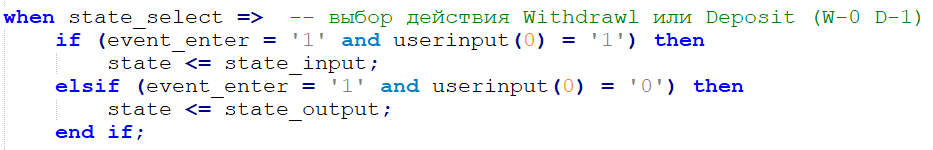 when state_select =>  -- выбор действия Withdrawl или Deposit (W-0 D-1)
    if (event_enter = '1' and userinput(0) = '1') then
        state <= state_input;
    elsif (event_enter = '1' and userinput(0) = '0') then
        state <= state_output;
    end if;